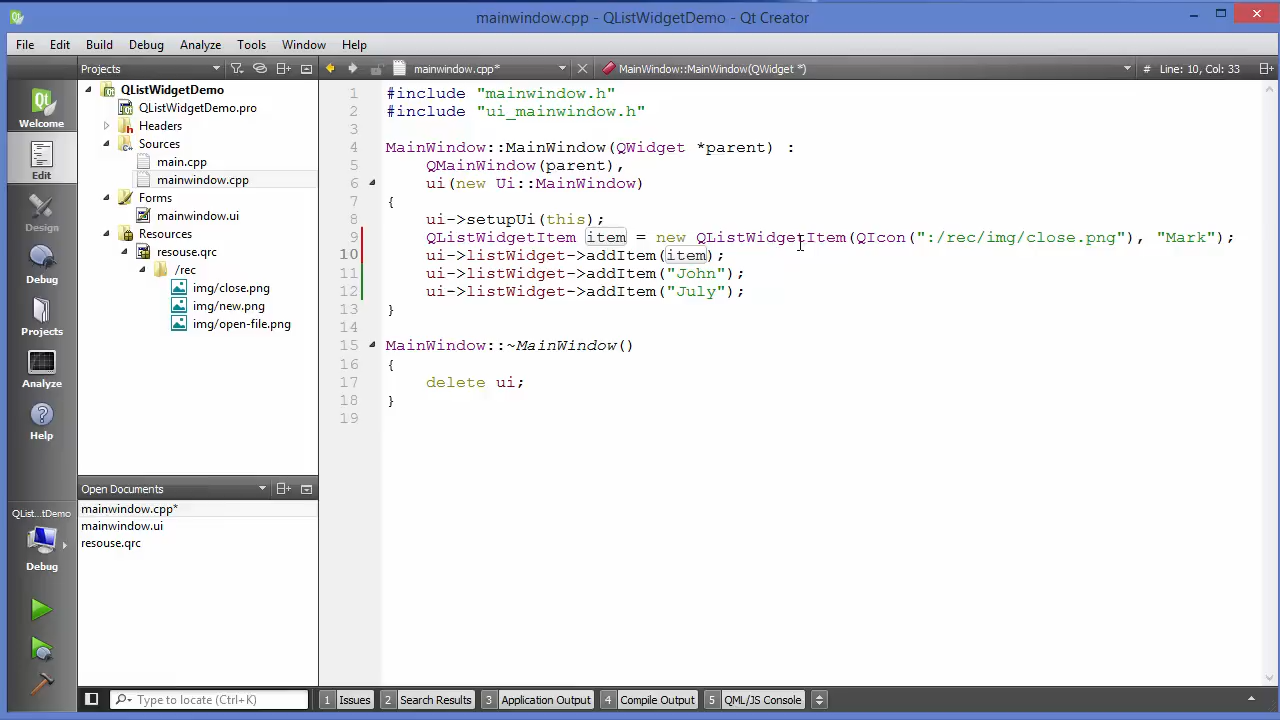 mainwindow.cpp - QListWidgetDemo - Qt Creator
File Edit Build Debug Analyze Tools Window Help
Projects
mainwindow.cpp*
MainWindow::MainWindow(QWidget *)
# Line: 10, Col: 33
Welcome
Edit
Design
Debug
Projects
Analyze
Help
QList...tDemo
Debug
QListWidgetDemo
QListWidgetDemo.pro
Headers
Sources
main.cpp
mainwindow.cpp
Forms
mainwindow.ui
Resources
resouse.qrc
/rec
img/close.png
img/new.png
img/open-file.png
Open Documents
mainwindow.cpp*
mainwindow.ui
resouse.qrc
1 #include "mainwindow.h"
2 #include "ui_mainwindow.h"
3
4 MainWindow::MainWindow(QWidget *parent) :
5 QMainWindow(parent),
6 ui(new Ui::MainWindow)
7 {
8 ui->setupUi(this);
9 QListWidgetItem item = new QListWidgetItem(QIcon(":/rec/img/close.png"), "Mark");
10 ui->listWidget->addItem(item);
11 ui->listWidget->addItem("John");
12 ui->listWidget->addItem("July");
13 }
14
15 MainWindow::~MainWindow()
16 {
17 delete ui;
18 }
19
Type to locate (Ctrl+K)
1 Issues 2 Search Results 3 Application Output 4 Compile Output 5 QML/JS Console